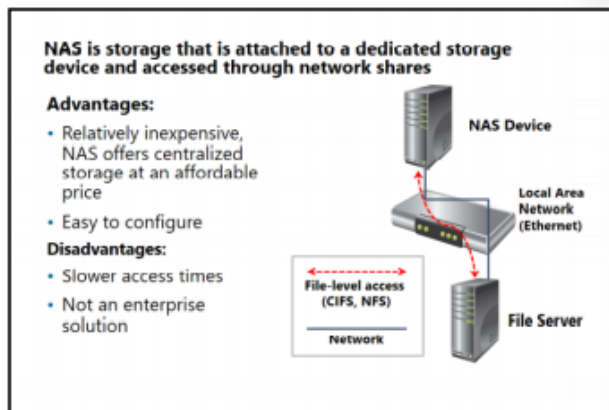 NAS is storage that is attached to a dedicated storage
device and accessed through network shares
Advantages:
• Relatively inexpensive,
NAS offers centralized
storage at an affordable
price
• Easy to configure
Disadvantages:
• Slower access times
• Not an enterprise
solution
NAS Device
Local Area
Network
(Ethernet)
File-level access
(CIFS, NFS)
Network
File Server